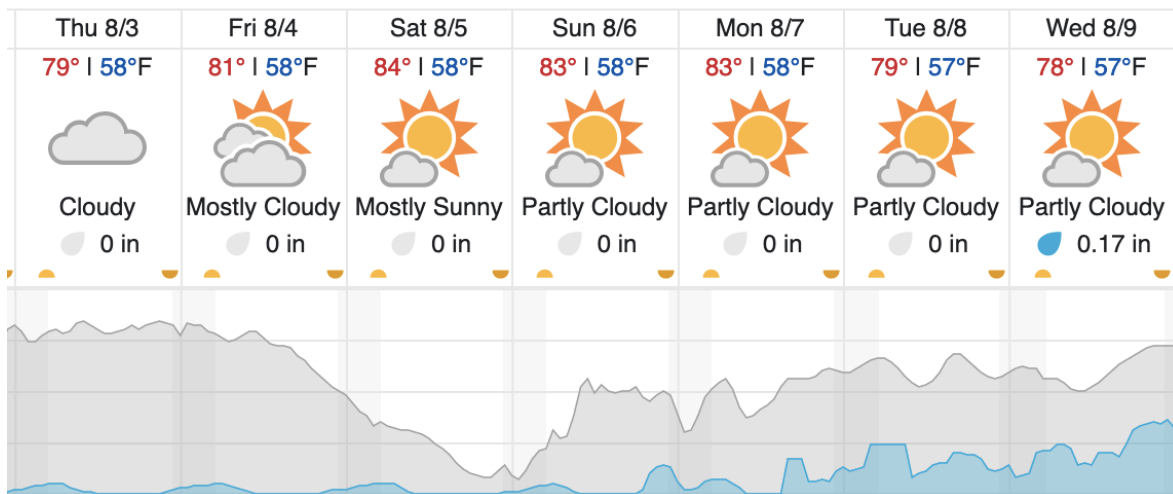 Thu 8/3 Fri 8/4 Sat 8/5 Sun 8/6 Mon 8/7 Tue 8/8 Wed 8/9
79° | 58°F 81° | 58°F 84° | 58°F 83° | 58°F 83° | 58°F 79° | 57°F 78° | 57°F
Cloudy Mostly Cloudy Mostly Sunny Partly Cloudy Partly Cloudy Partly Cloudy Partly Cloudy
0 in 0 in 0 in 0 in 0 in 0 in 0.17 in